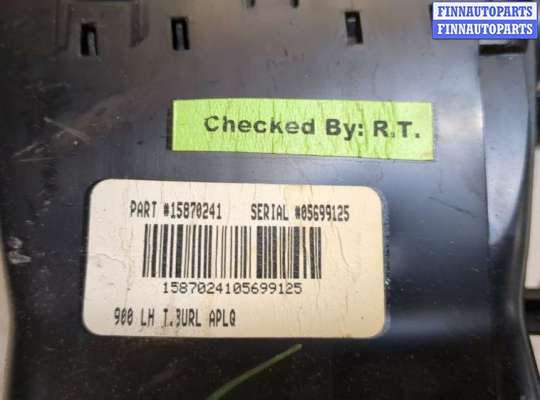 FINNAUTOPARTS
FINNAUTOPARTS
Checked By: R.T.
PART #15870241 SERIAL #05699125
1587024105699125
900 LH T.BURL APLQ